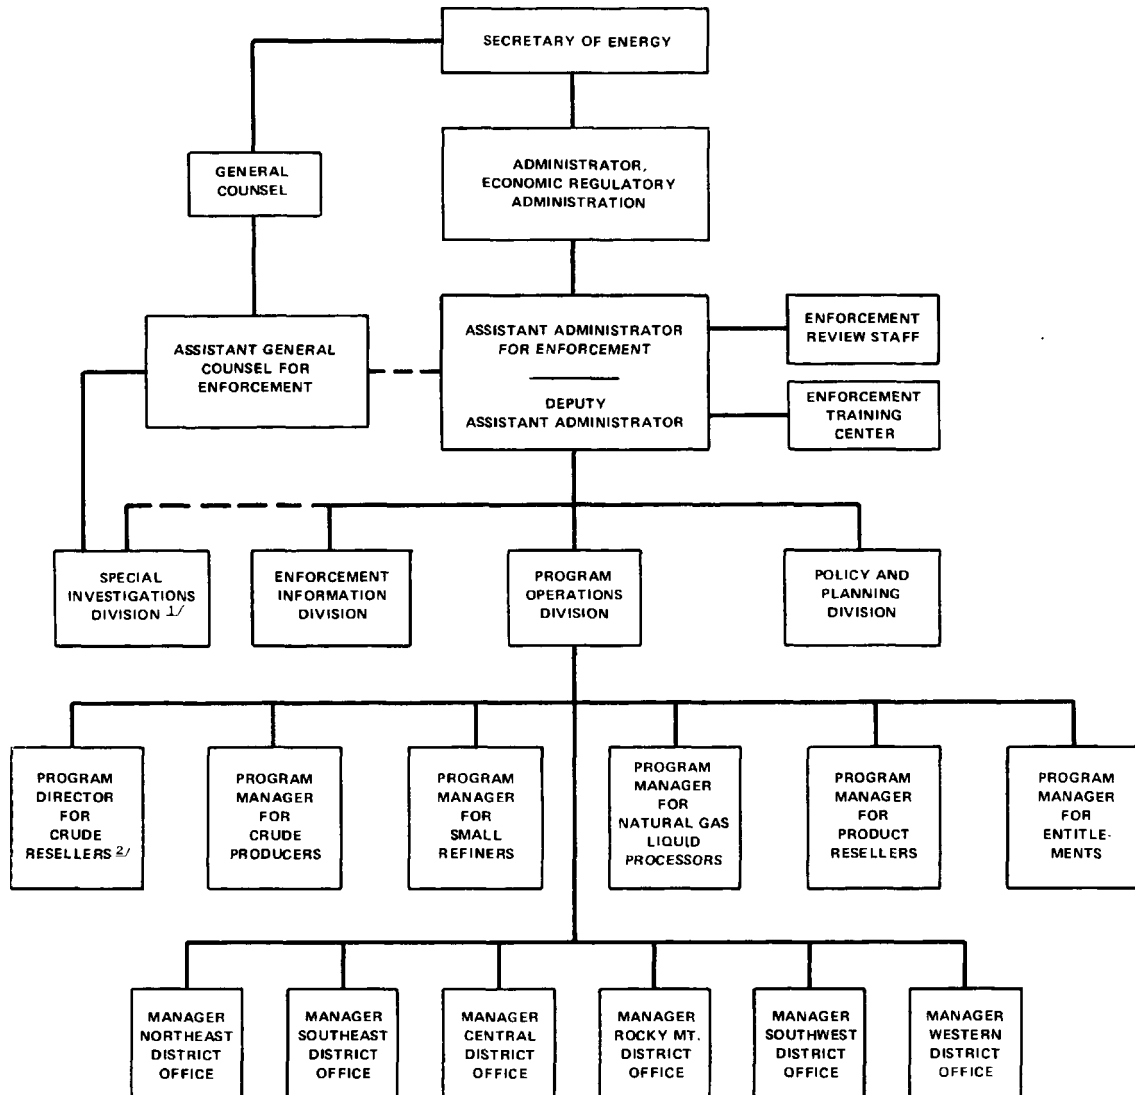 SECRETARY OF ENERGY
GENERAL
COUNSEL
ADMINISTRATOR,
ECONOMIC REGULATORY
ADMINISTRATION
ASSISTANT GENERAL
COUNSEL FOR
ENFORCEMENT
ASSISTANT ADMINISTRATOR
FOR ENFORCEMENT
DEPUTY
ASSISTANT ADMINISTRATOR
ENFORCEMENT
REVIEW STAFF
ENFORCEMENT
TRAINING
CENTER
SPECIAL
INVESTIGATIONS
DIVISION 1/
ENFORCEMENT
INFORMATION
DIVISION
PROGRAM
OPERATIONS
DIVISION
POLICY AND
PLANNING
DIVISION
PROGRAM
DIRECTOR
FOR
CRUDE
RESELLERS 2/
PROGRAM
MANAGER
FOR
CRUDE
PRODUCERS
PROGRAM
MANAGER
FOR
SMALL
REFINERS
PROGRAM
MANAGER
FOR
NATURAL GAS
LIQUID
PROCESSORS
PROGRAM
MANAGER
FOR
PRODUCT
RESELLERS
PROGRAM
MANAGER
FOR
ENTITLE-
MENTS
MANAGER
NORTHEAST
DISTRICT
OFFICE
MANAGER
SOUTHEAST
DISTRICT
OFFICE
MANAGER
CENTRAL
DISTRICT
OFFICE
MANAGER
ROCKY MT.
DISTRICT
OFFICE
MANAGER
SOUTHWEST
DISTRICT
OFFICE
MANAGER
WESTERN
DISTRICT
OFFICE